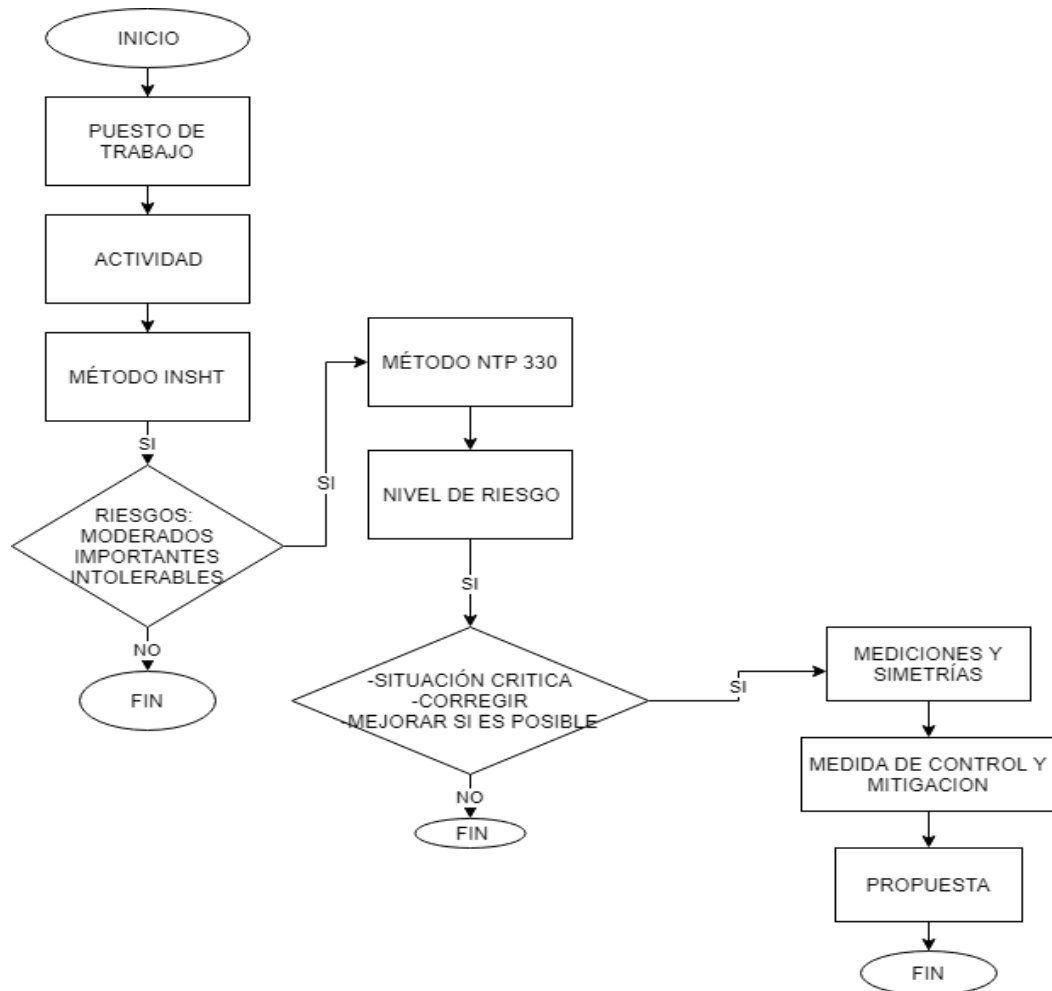 INICIO
PUESTO DE
TRABAJO
ACTIVIDAD
MÉTODO INSHT
SI
RIESGOS:
MODERADOS
IMPORTANTES
INTOLERABLES
NO
FIN
SI
MÉTODO NTP 330
NIVEL DE RIESGO
SI
-SITUACIÓN CRITICA
-CORREGIR
-MEJORAR SI ES POSIBLE
NO
FIN
SI
MEDICIONES Y
SIMETRÍAS
MEDIDA DE CONTROL Y
MITIGACION
PROPUESTA
FIN